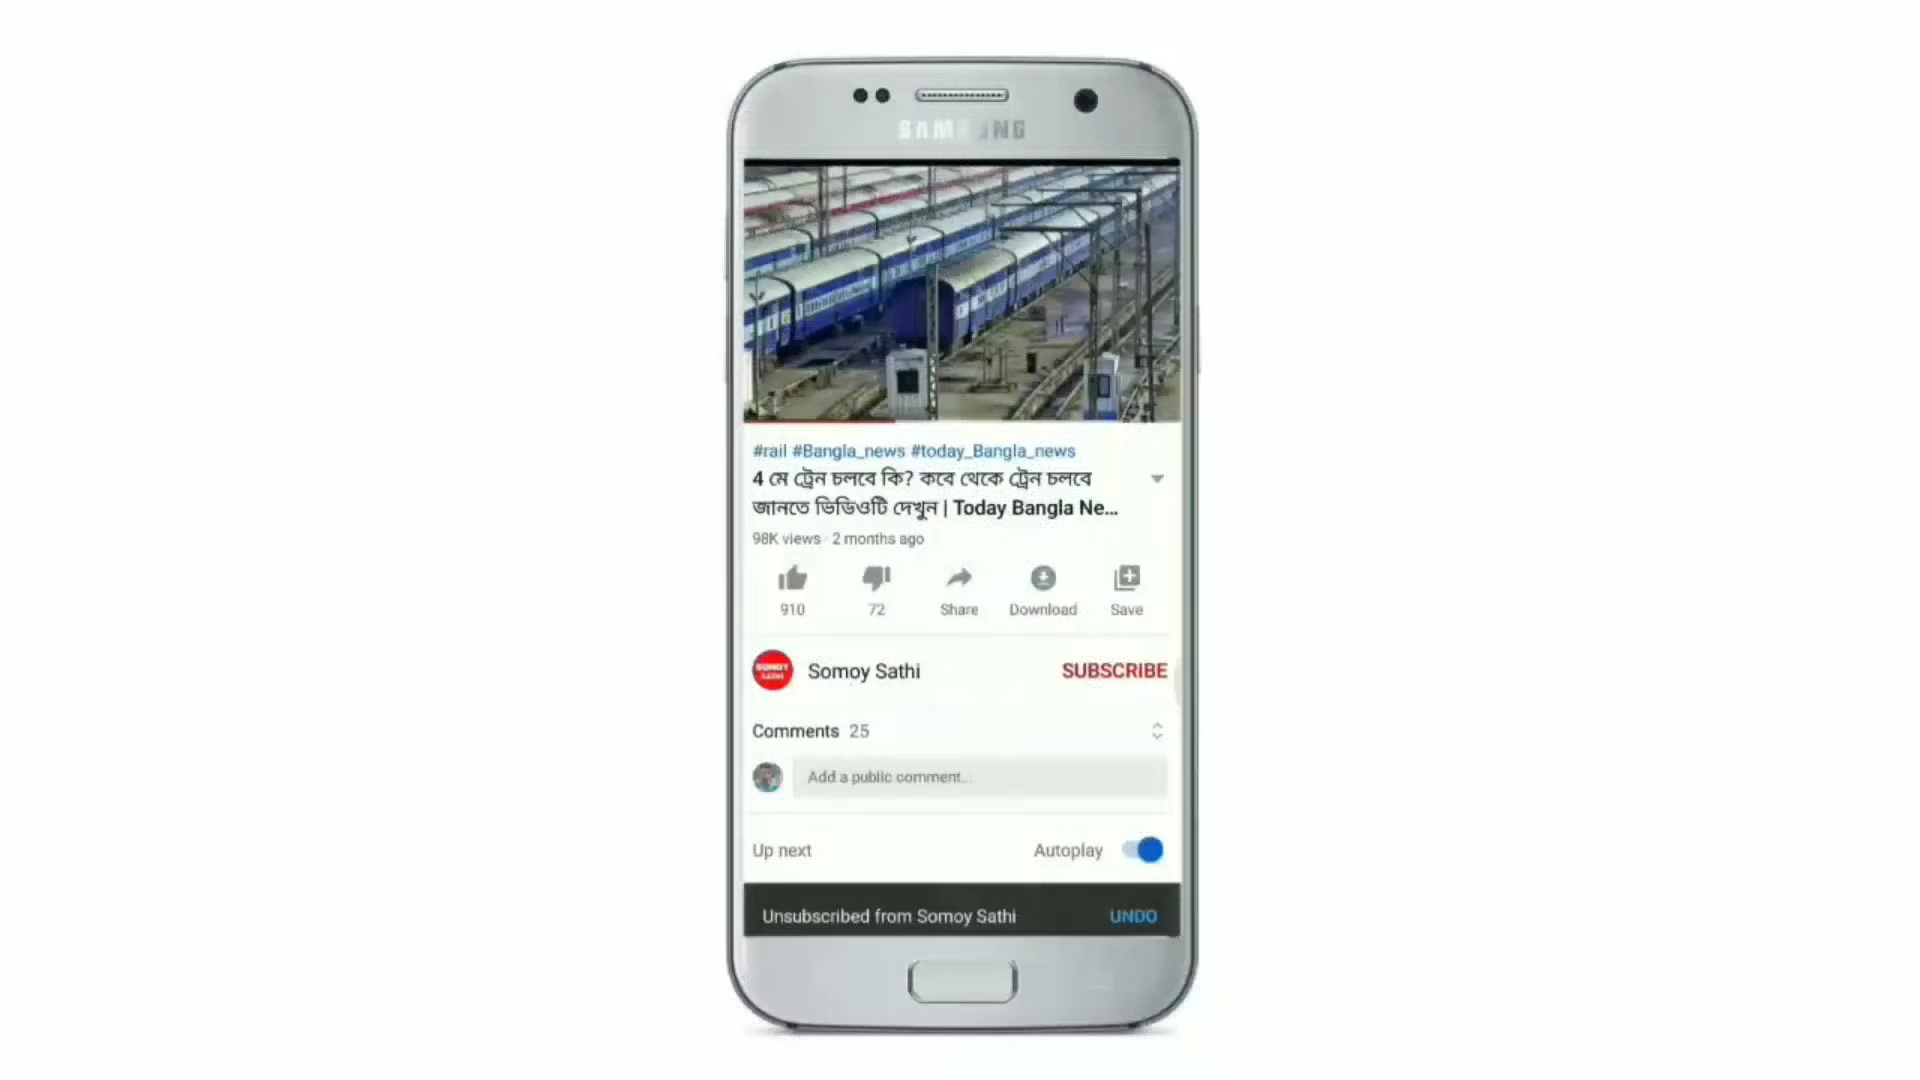 SAMSUNG
#rail #Bangla_news #today_Bangla_news
4 মে ট্রেন চলবে কি? কবে থেকে ট্রেন চলবে
জানতে ভিডিওটি দেখুন | Today Bangla Ne...
98K views · 2 months ago
910 72 Share Download Save
SOMOY
SATHI
Somoy Sathi SUBSCRIBE
Comments 25
Add a public comment...
Up next Autoplay
Unsubscribed from Somoy Sathi UNDO